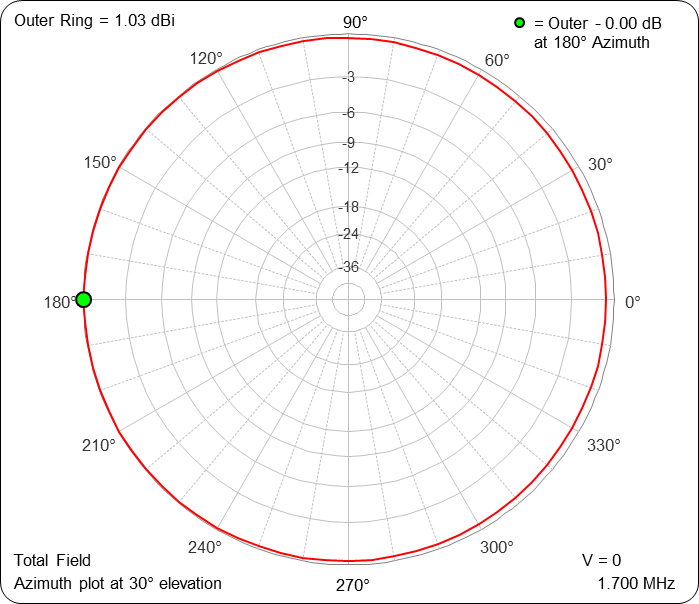 Outer Ring = 1.03 dBi
90°
= Outer - 0.00 dB
at 180° Azimuth
120°
60°
-3
-6
-9
150°
30°
-12
-18
-24
-36
180°
0°
210°
330°
240°
300°
Total Field
V = 0
Azimuth plot at 30° elevation
270°
1.700 MHz